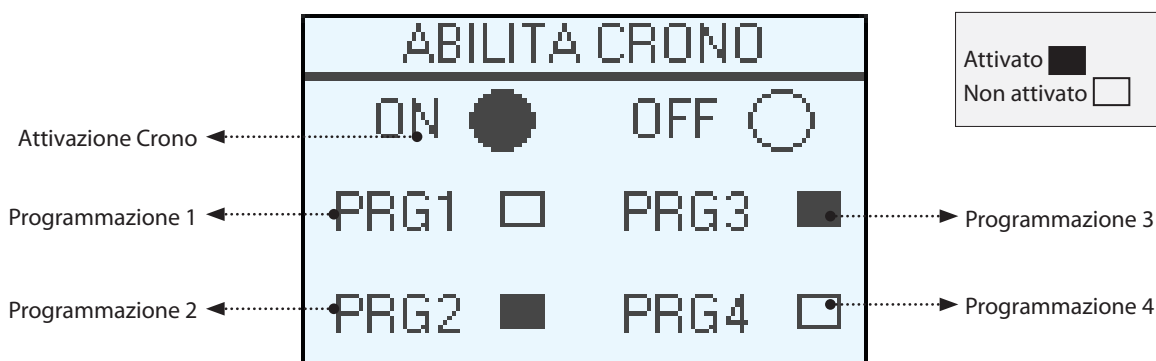 ABILITA CRONO
Attivato
Non attivato
ON OFF
Attivazione Crono
Programmazione 1
PRG1 PRG3
Programmazione 3
Programmazione 2
PRG2 PRG4
Programmazione 4